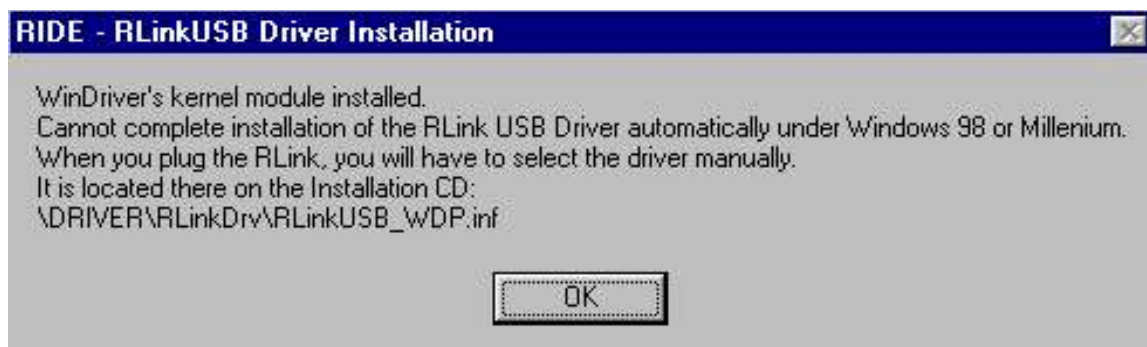 RIDE - RLinkUSB Driver Installation
WinDriver's kernel module installed.
Cannot complete installation of the RLink USB Driver automatically under Windows 98 or Millenium.
When you plug the RLink, you will have to select the driver manually.
It is located there on the Installation CD:
\DRIVER\RLinkDrv\RLinkUSB_WDP.inf
OK